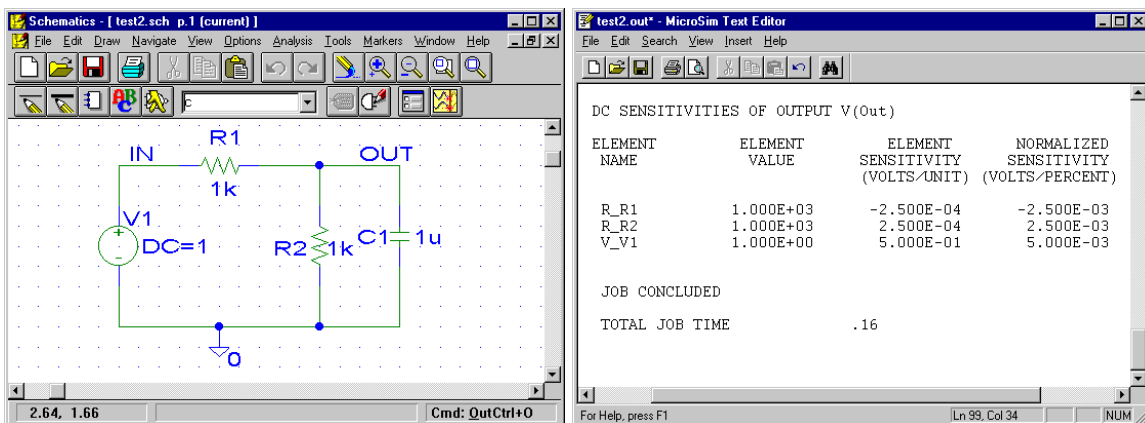 Schematics - [ test2.sch p.1 (current) ]
File Edit Draw Navigate View Options Analysis Tools Markers Window Help
c
R1
IN
OUT
1k
V1
DC=1
R2
1k
C1
1u
0
2.64, 1.66
Cmd: QutCtrl+O
test2.out* - MicroSim Text Editor
File Edit Search View Insert Help
DC SENSITIVITIES OF OUTPUT V(Out)
ELEMENT ELEMENT ELEMENT NORMALIZED
NAME VALUE SENSITIVITY SENSITIVITY
(VOLTS/UNIT) (VOLTS/PERCENT)
R_R1 1.000E+03 -2.500E-04 -2.500E-03
R_R2 1.000E+03 2.500E-04 2.500E-03
V_V1 1.000E+00 5.000E-01 5.000E-03
JOB CONCLUDED
TOTAL JOB TIME .16
For Help, press F1
Ln 99, Col 34
NUM